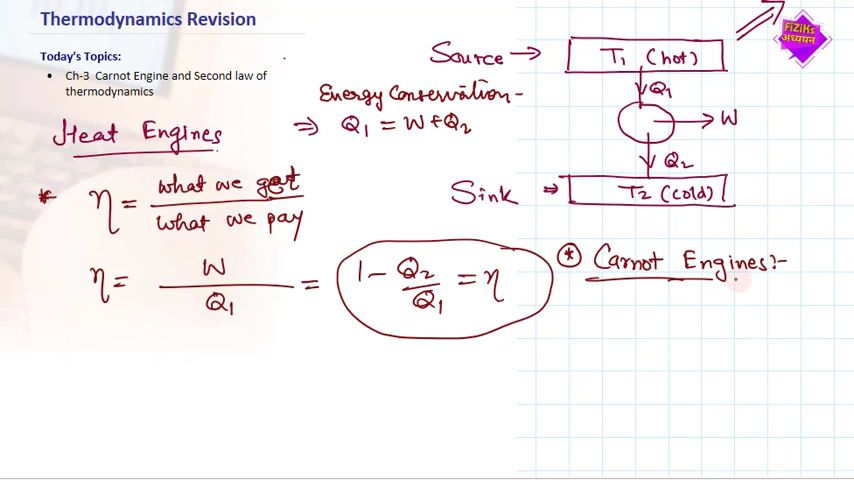 Thermodynamics Revision
Today's Topics:
• Ch-3 Carnot Engine and Second law of
thermodynamics
Heat Engines
Energy Conservation -
⇒ Q1 = W + Q2
Source →
T1 (hot)
Q1
W
Q2
Sink ⇒
T2 (cold)
FIZIKs
अध्ययन
* η = what we get / what we pay
η = W / Q1 = 1 - Q2 / Q1 = η
* Carnot Engines:-